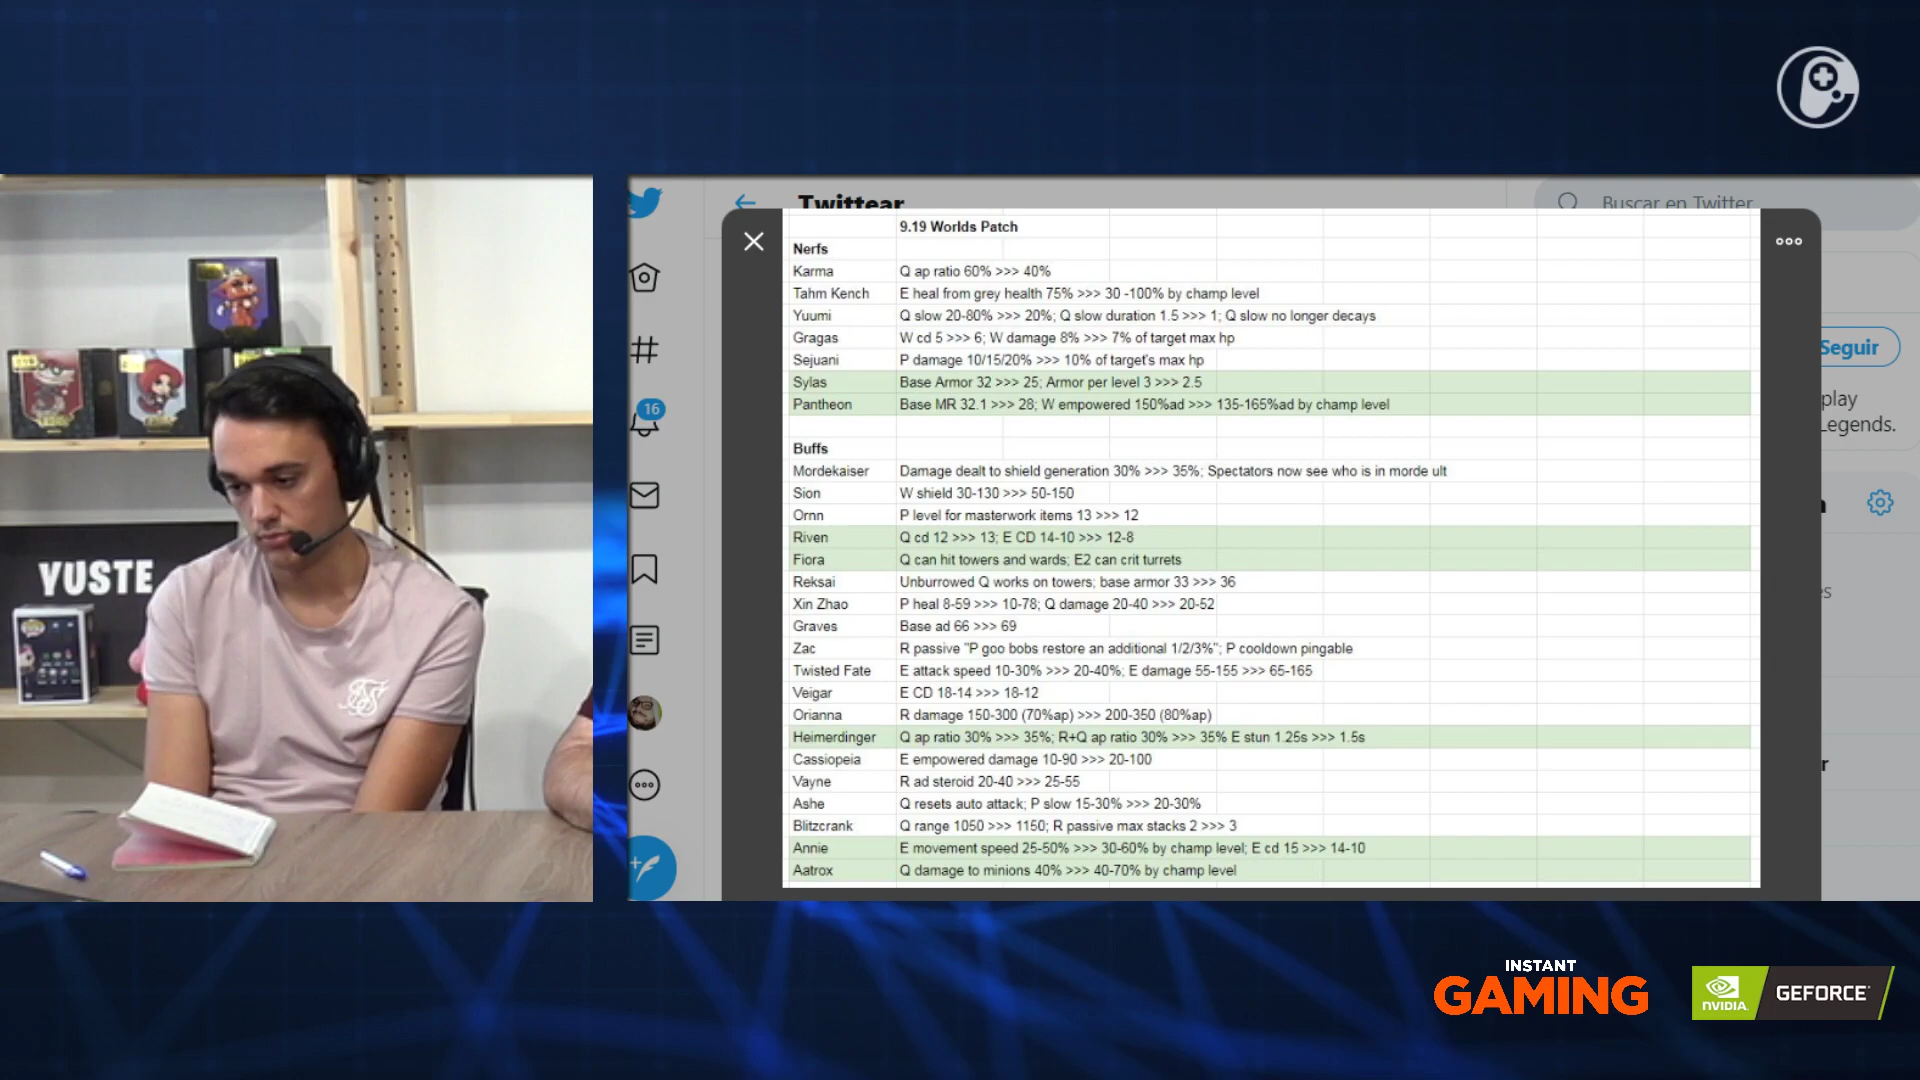 Twittear
Buscar en Twitter
16
Seguir
play
Legends.
9.19 Worlds Patch
Nerfs
Karma Q ap ratio 60% >>> 40%
Tahm Kench E heal from grey health 75% >>> 30 -100% by champ level
Yuumi Q slow 20-80% >>> 20%; Q slow duration 1.5 >>> 1; Q slow no longer decays
Gragas W cd 5 >>> 6; W damage 8% >>> 7% of target max hp
Sejuani P damage 10/15/20% >>> 10% of target's max hp
Sylas Base Armor 32 >>> 25; Armor per level 3 >>> 2.5
Pantheon Base MR 32.1 >>> 28; W empowered 150%ad >>> 135-165%ad by champ level
Buffs
Mordekaiser Damage dealt to shield generation 30% >>> 35%; Spectators now see who is in morde ult
Sion W shield 30-130 >>> 50-150
Ornn P level for masterwork items 13 >>> 12
Riven Q cd 12 >>> 13; E CD 14-10 >>> 12-8
Fiora Q can hit towers and wards; E2 can crit turrets
Reksai Unburrowed Q works on towers; base armor 33 >>> 36
Xin Zhao P heal 8-59 >>> 10-78; Q damage 20-40 >>> 20-52
Graves Base ad 66 >>> 69
Zac R passive "P goo bobs restore an additional 1/2/3%"; P cooldown pingable
Twisted Fate E attack speed 10-30% >>> 20-40%; E damage 55-155 >>> 65-165
Veigar E CD 18-14 >>> 18-12
Orianna R damage 150-300 (70%ap) >>> 200-350 (80%ap)
Heimerdinger Q ap ratio 30% >>> 35%; R+Q ap ratio 30% >>> 35% E stun 1.25s >>> 1.5s
Cassiopeia E empowered damage 10-90 >>> 20-100
Vayne R ad steroid 20-40 >>> 25-55
Ashe Q resets auto attack; P slow 15-30% >>> 20-30%
Blitzcrank Q range 1050 >>> 1150; R passive max stacks 2 >>> 3
Annie E movement speed 25-50% >>> 30-60% by champ level; E cd 15 >>> 14-10
Aatrox Q damage to minions 40% >>> 40-70% by champ level
YUSTE
INSTANT
GAMING
NVIDIA.
GEFORCE